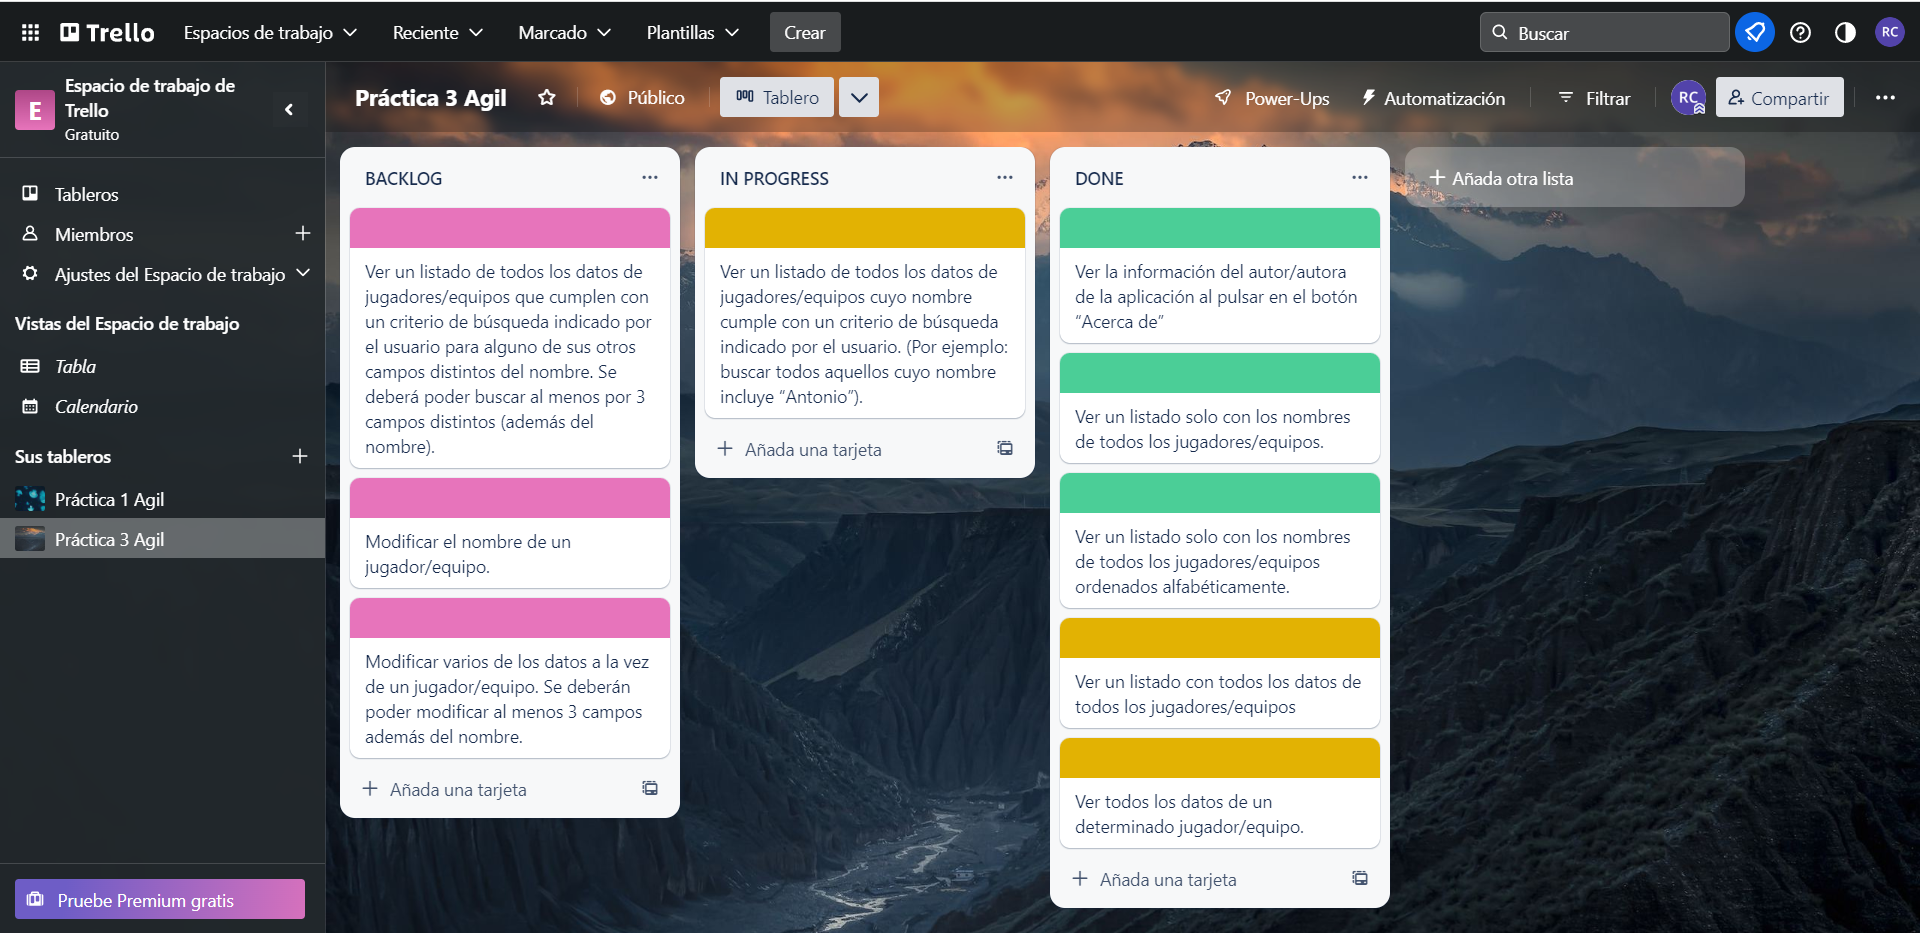 Trello
Espacios de trabajo
Reciente
Marcado
Plantillas
Crear
Buscar
RC
E
Espacio de trabajo de
Trello
Gratuito
Práctica 3 Agil
Público
Tablero
Power-Ups
Automatización
Filtrar
RC
Compartir
Tableros
Miembros
Ajustes del Espacio de trabajo
Vistas del Espacio de trabajo
Tabla
Calendario
Sus tableros
Práctica 1 Agil
Práctica 3 Agil
Pruebe Premium gratis
BACKLOG
Ver un listado de todos los datos de
jugadores/equipos que cumplen con
un criterio de búsqueda indicado por
el usuario para alguno de sus otros
campos distintos del nombre. Se
deberá poder buscar al menos por 3
campos distintos (además del
nombre).
Modificar el nombre de un
jugador/equipo.
Modificar varios de los datos a la vez
de un jugador/equipo. Se deberán
poder modificar al menos 3 campos
además del nombre.
Añada una tarjeta
IN PROGRESS
Ver un listado de todos los datos de
jugadores/equipos cuyo nombre
cumple con un criterio de búsqueda
indicado por el usuario. (Por ejemplo:
buscar todos aquellos cuyo nombre
incluye “Antonio”).
Añada una tarjeta
DONE
Ver la información del autor/autora
de la aplicación al pulsar en el botón
“Acerca de”
Ver un listado solo con los nombres
de todos los jugadores/equipos.
Ver un listado solo con los nombres
de todos los jugadores/equipos
ordenados alfabéticamente.
Ver un listado con todos los datos de
todos los jugadores/equipos
Ver todos los datos de un
determinado jugador/equipo.
Añada una tarjeta
Añada otra lista